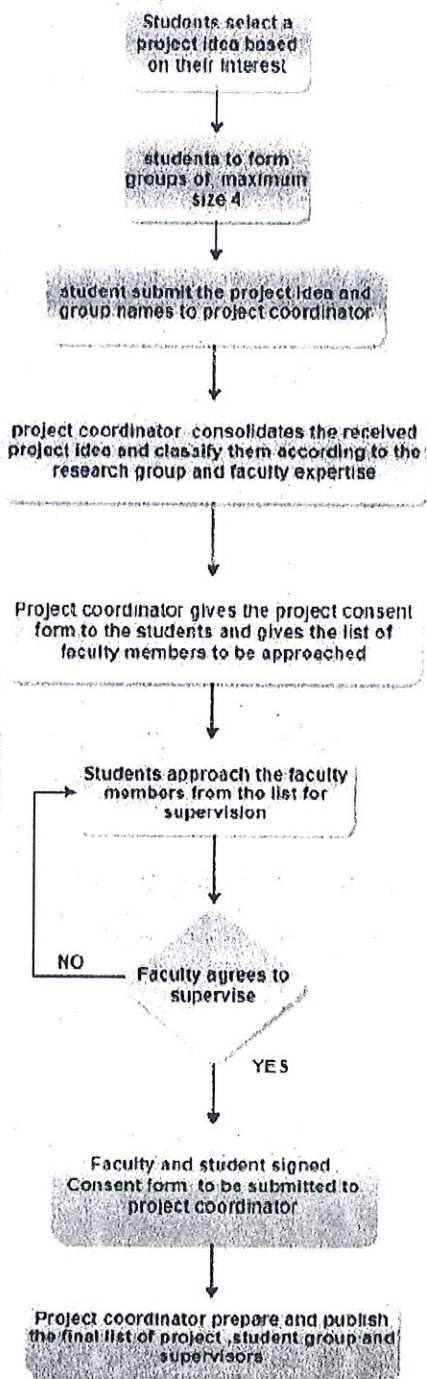 Students select a
project idea based
on their interest
students to form
groups of maximum
size 4
student submit the project idea and
group names to project coordinator
project coordinator consolidates the received
project idea and classify them according to the
research group and faculty expertise
Project coordinator gives the project consent
form to the students and gives the list of
faculty members to be approached
Students approach the faculty
members from the list for
supervision
NO
Faculty agrees to
supervise
YES
Faculty and student signed
Consent form to be submitted to
project coordinator
Project coordinator prepare and publish
the final list of project ,student group and
supervisors